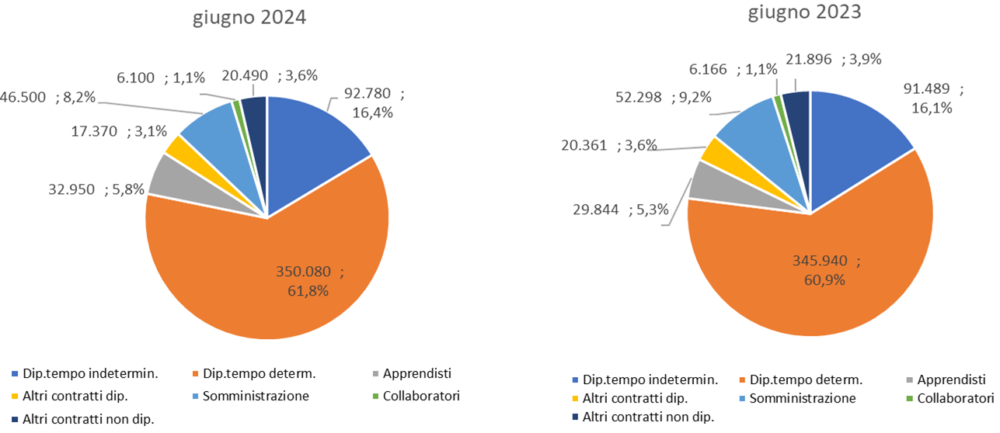 giugno 2024
6.100 ; 1,1%
20.490 ; 3,6%
46.500 ; 8,2%
92.780 ;
16,4%
17.370 ; 3,1%
32.950 ; 5,8%
350.080 ;
61,8%
Dip.tempo indetermin.
Dip.tempo determ.
Apprendisti
Altri contratti dip.
Somministrazione
Collaboratori
Altri contratti non dip.
giugno 2023
21.896 ; 3,9%
6.166 ; 1,1%
91.489 ;
16,1%
52.298 ; 9,2%
20.361 ; 3,6%
29.844 ; 5,3%
345.940 ;
60,9%
Dip.tempo indetermin.
Dip.tempo determ.
Apprendisti
Altri contratti dip.
Somministrazione
Collaboratori
Altri contratti non dip.